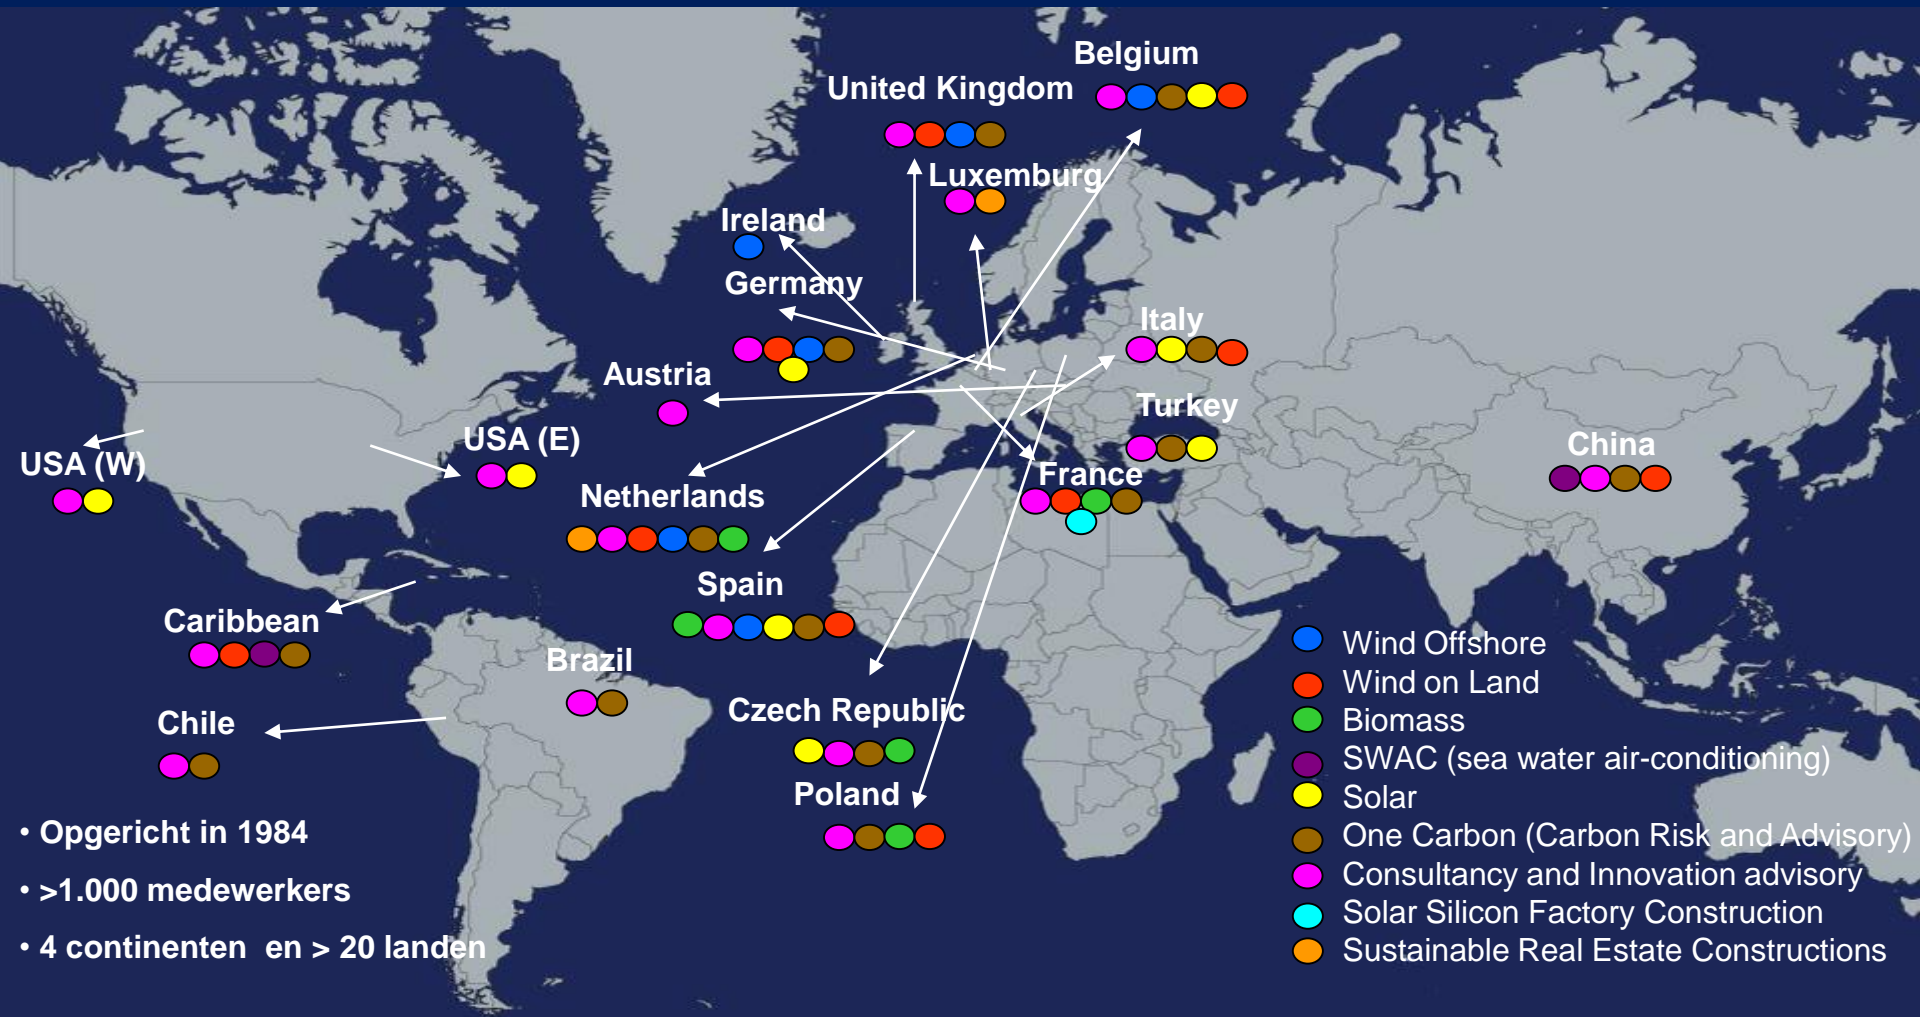 Belgium
United Kingdom
Luxemburg
Ireland
Germany
Italy
Austria
Turkey
USA (E)
China
USA (W)
France
Netherlands
Spain
Caribbean
Brazil
Czech Republic
Chile
Poland
• Opgericht in 1984
• >1.000 medewerkers
• 4 continenten en > 20 landen
Wind Offshore
Wind on Land
Biomass
SWAC (sea water air-conditioning)
Solar
One Carbon (Carbon Risk and Advisory)
Consultancy and Innovation advisory
Solar Silicon Factory Construction
Sustainable Real Estate Constructions